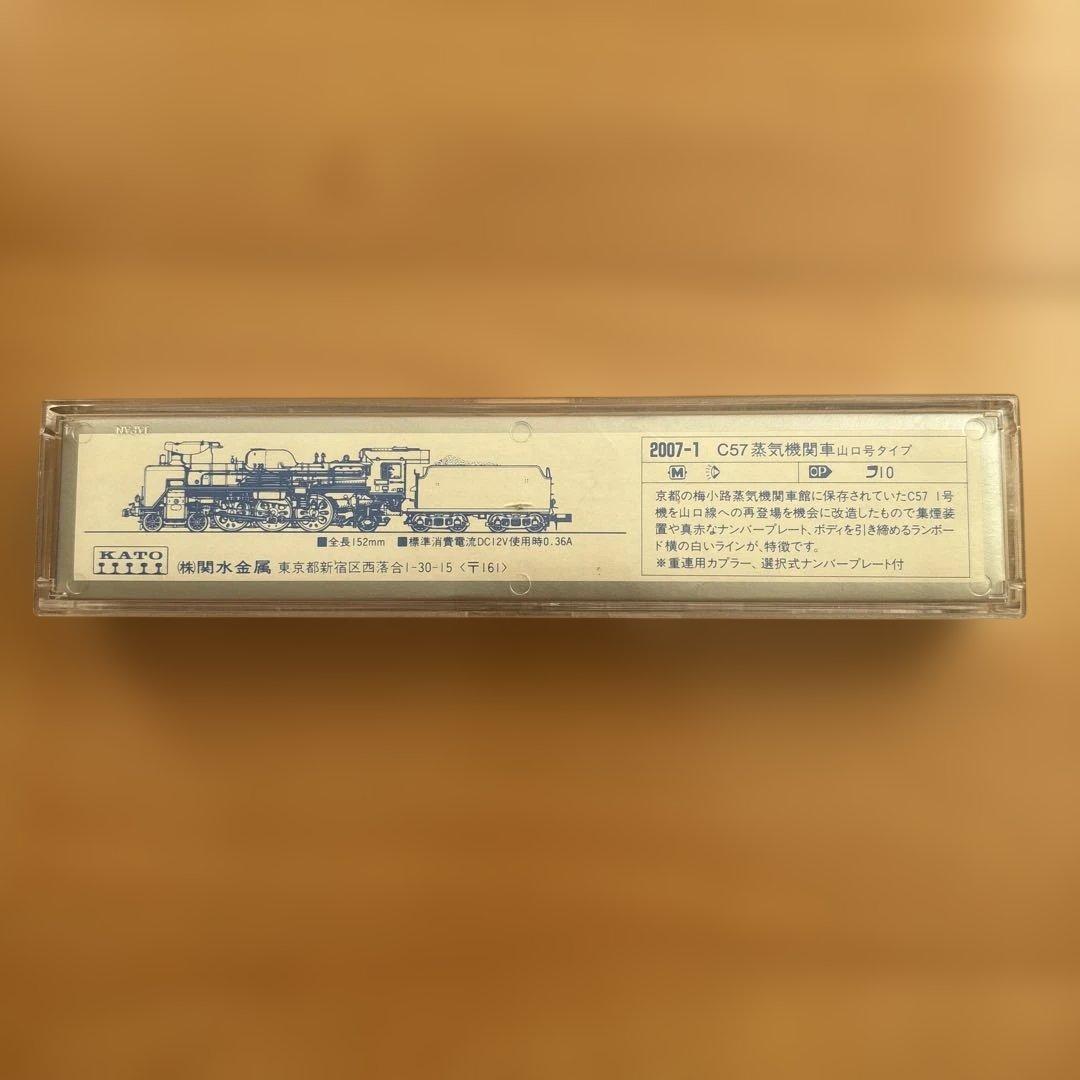 JAPAN
■全長152mm ■標準消費電流DC12V使用時0.36A
KATO
(株)関水金属 東京都新宿区西落合1-30-15〈〒161〉
2007-1 C57蒸気機関車山口号タイプ
M OP フ10
京都の梅小路蒸気機関車館に保存されていたC57 1号
機を山口線への再登場を機会に改造したもので集煙装
置や真赤なナンバープレート、ボディを引き締めるランボー
ド横の白いラインが、特徴です。
※重連用カプラー、選択式ナンバープレート付